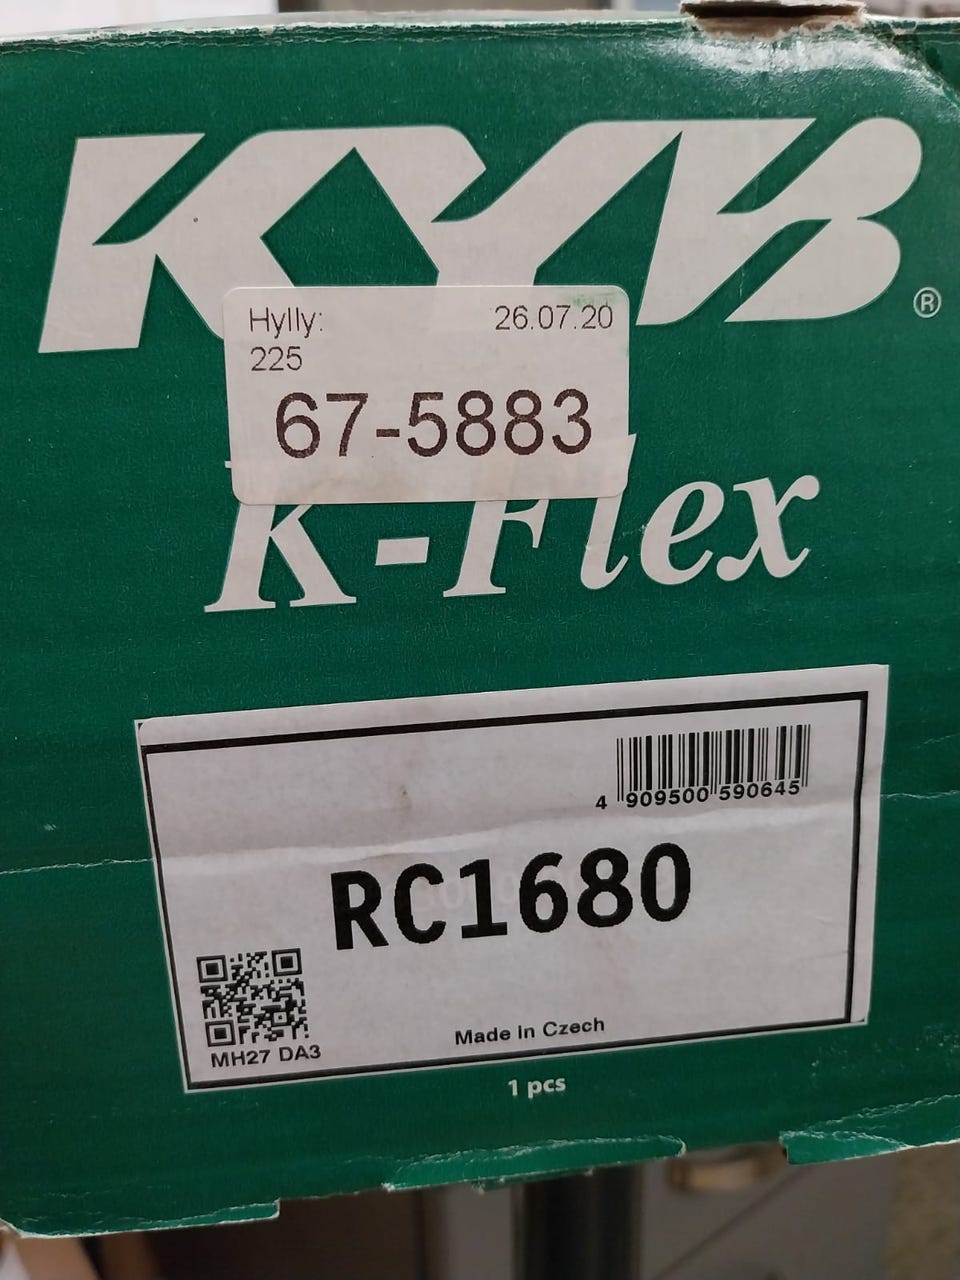 KYB®
Hylly: 26.07.20
225
67-5883
K-Flex
4 909500 590645
RC1680
MH27 DA3
Made in Czech
1 pcs